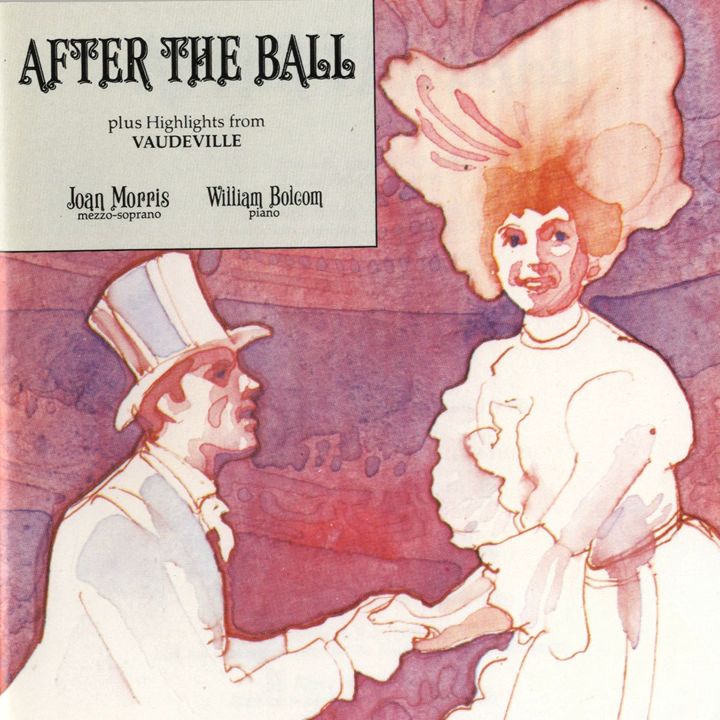 AFTER THE BALL
plus Highlights from
VAUDEVILLE
Joan Morris William Bolcom
mezzo-soprano piano